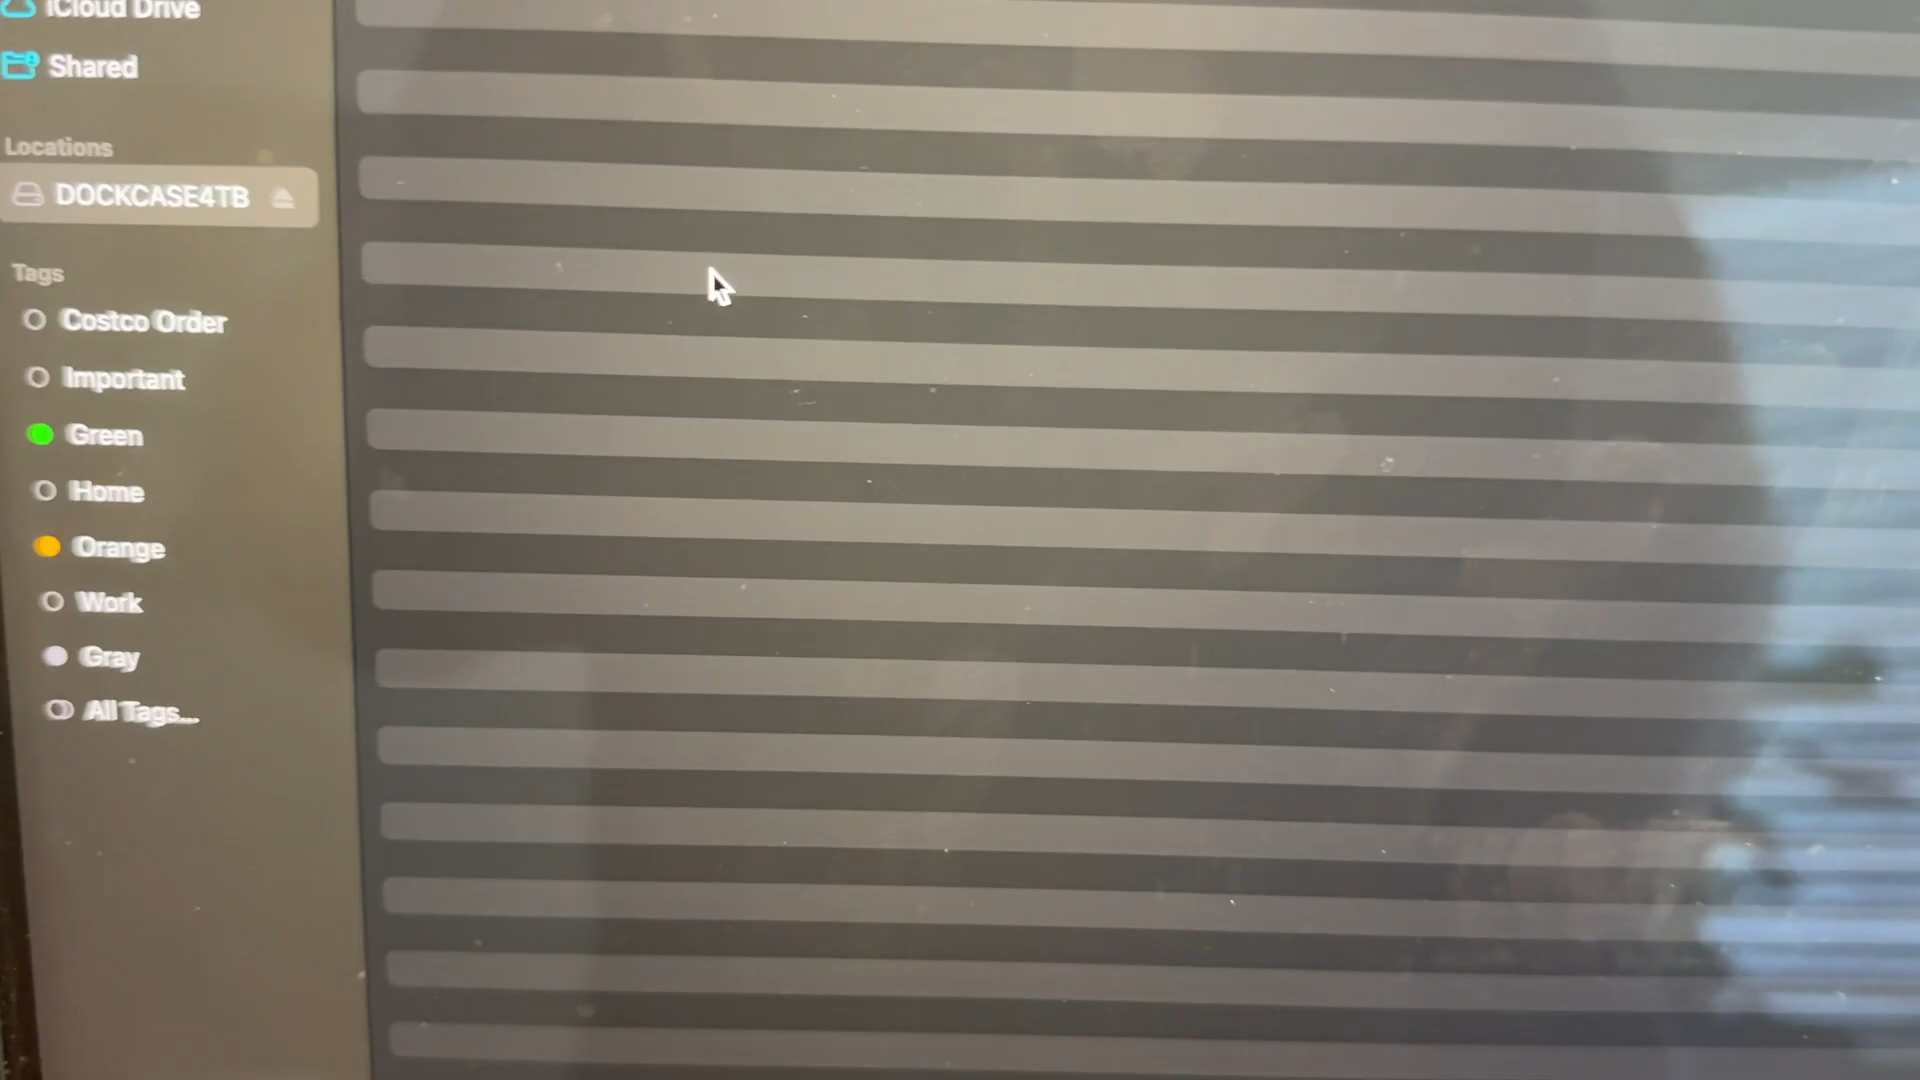 iCloud Drive
Shared
Locations
DOCKCASE4TB
Tags
Costco Order
Important
Green
Home
Orange
Work
Gray
All Tags...